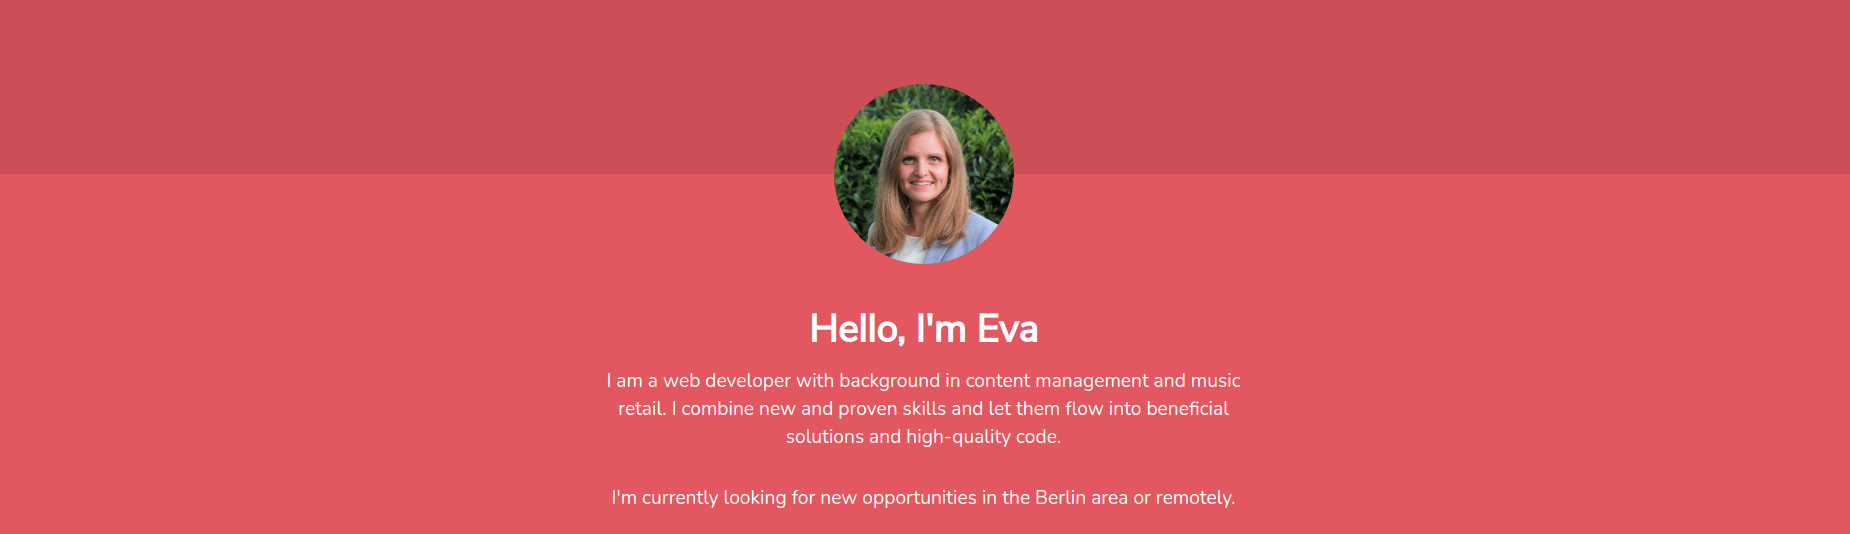 Hello, I'm Eva
I am a web developer with background in content management and music
retail. I combine new and proven skills and let them flow into beneficial
solutions and high-quality code.
I'm currently looking for new opportunities in the Berlin area or remotely.